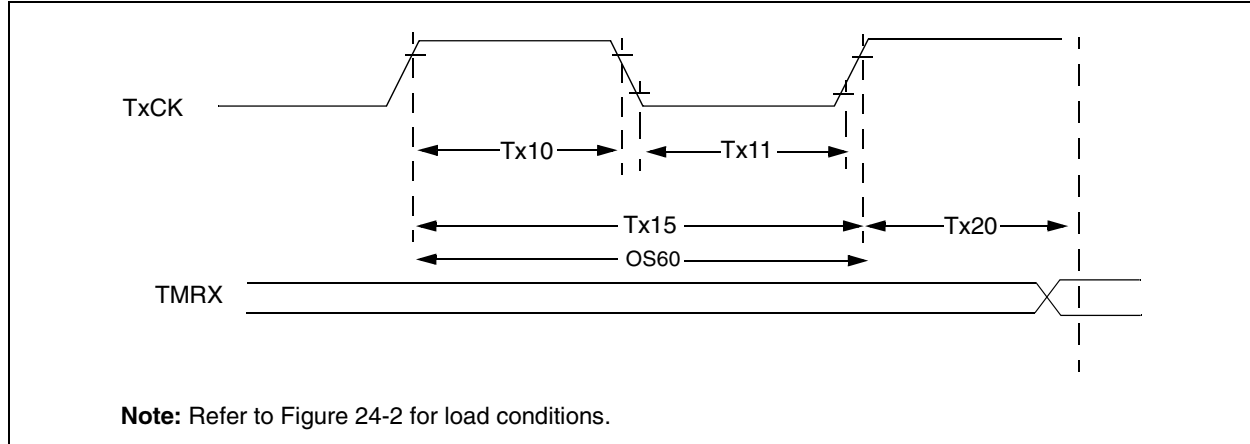 TxCK
Tx10
Tx11
Tx15
Tx20
OS60
TMRX
Note: Refer to Figure 24-2 for load conditions.